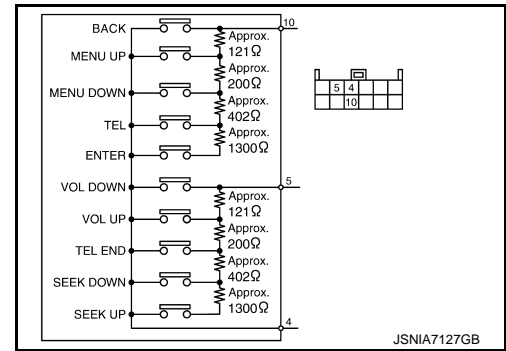 BACK
10
Approx.
121Ω
MENU UP
Approx.
200Ω
MENU DOWN
Approx.
402Ω
TEL
Approx.
1300Ω
ENTER
5 4
10
VOL DOWN
5
Approx.
121Ω
VOL UP
Approx.
200Ω
TEL END
Approx.
402Ω
SEEK DOWN
Approx.
1300Ω
SEEK UP
4
JSNIA7127GB